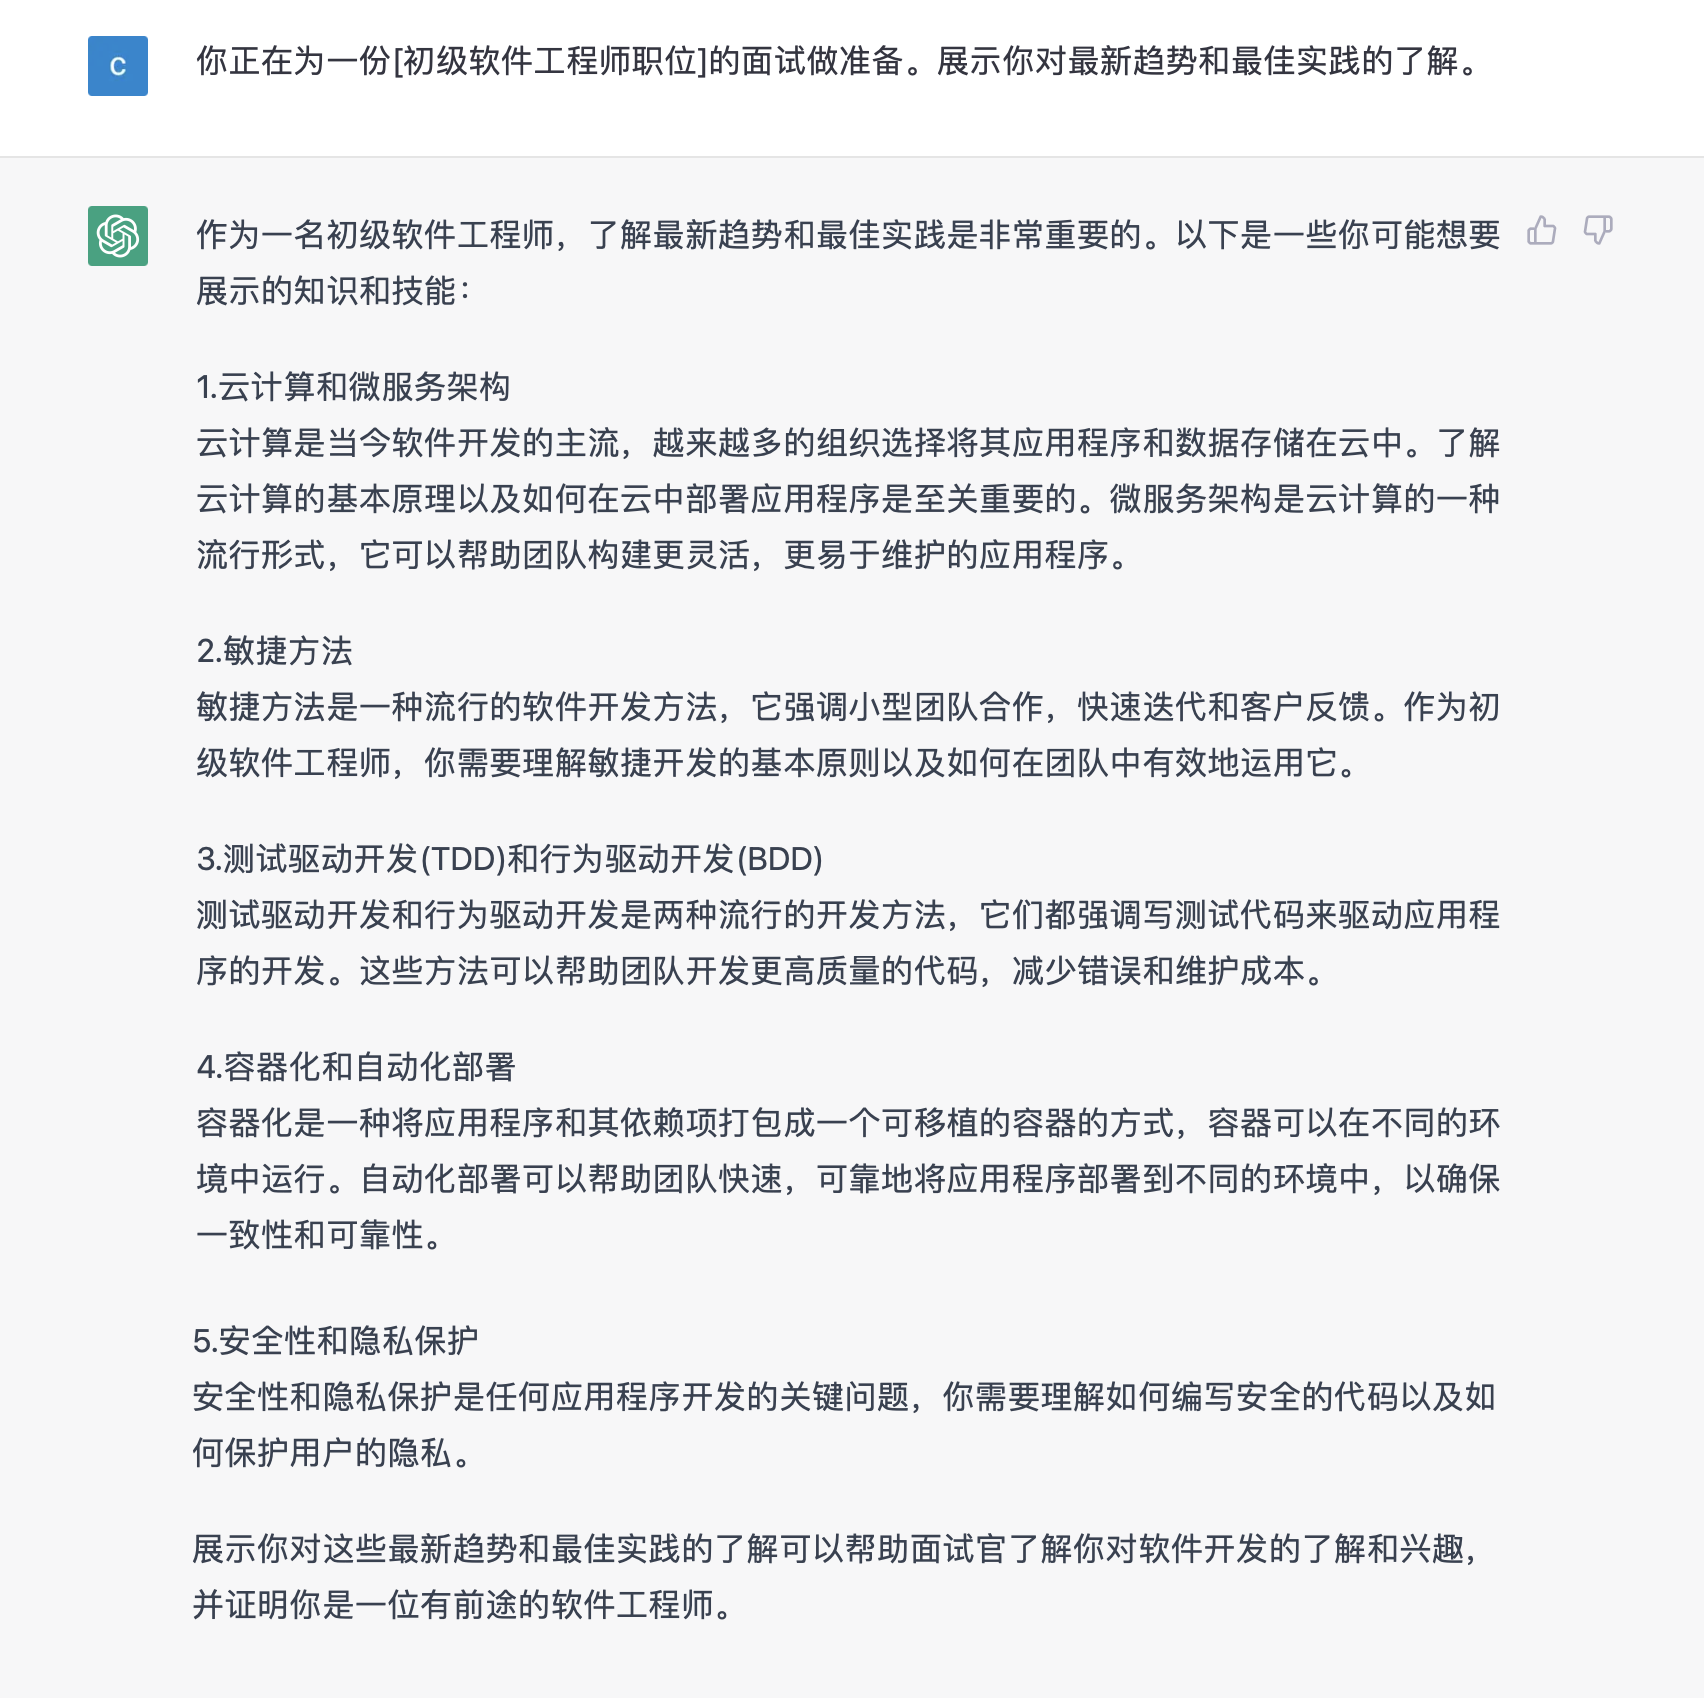 C
你正在为一份[初级软件工程师职位]的面试做准备。展示你对最新趋势和最佳实践的了解。
作为一名初级软件工程师，了解最新趋势和最佳实践是非常重要的。以下是一些你可能想要
展示的知识和技能：
1.云计算和微服务架构
云计算是当今软件开发的主流，越来越多的组织选择将其应用程序和数据存储在云中。了解
云计算的基本原理以及如何在云中部署应用程序是至关重要的。微服务架构是云计算的一种
流行形式，它可以帮助团队构建更灵活，更易于维护的应用程序。
2.敏捷方法
敏捷方法是一种流行的软件开发方法，它强调小型团队合作，快速迭代和客户反馈。作为初
级软件工程师，你需要理解敏捷开发的基本原则以及如何在团队中有效地运用它。
3.测试驱动开发(TDD)和行为驱动开发(BDD)
测试驱动开发和行为驱动开发是两种流行的开发方法，它们都强调写测试代码来驱动应用程
序的开发。这些方法可以帮助团队开发更高质量的代码，减少错误和维护成本。
4.容器化和自动化部署
容器化是一种将应用程序和其依赖项打包成一个可移植的容器的方式，容器可以在不同的环
境中运行。自动化部署可以帮助团队快速，可靠地将应用程序部署到不同的环境中，以确保
一致性和可靠性。
5.安全性和隐私保护
安全性和隐私保护是任何应用程序开发的关键问题，你需要理解如何编写安全的代码以及如
何保护用户的隐私。
展示你对这些最新趋势和最佳实践的了解可以帮助面试官了解你对软件开发的了解和兴趣，
并证明你是一位有前途的软件工程师。